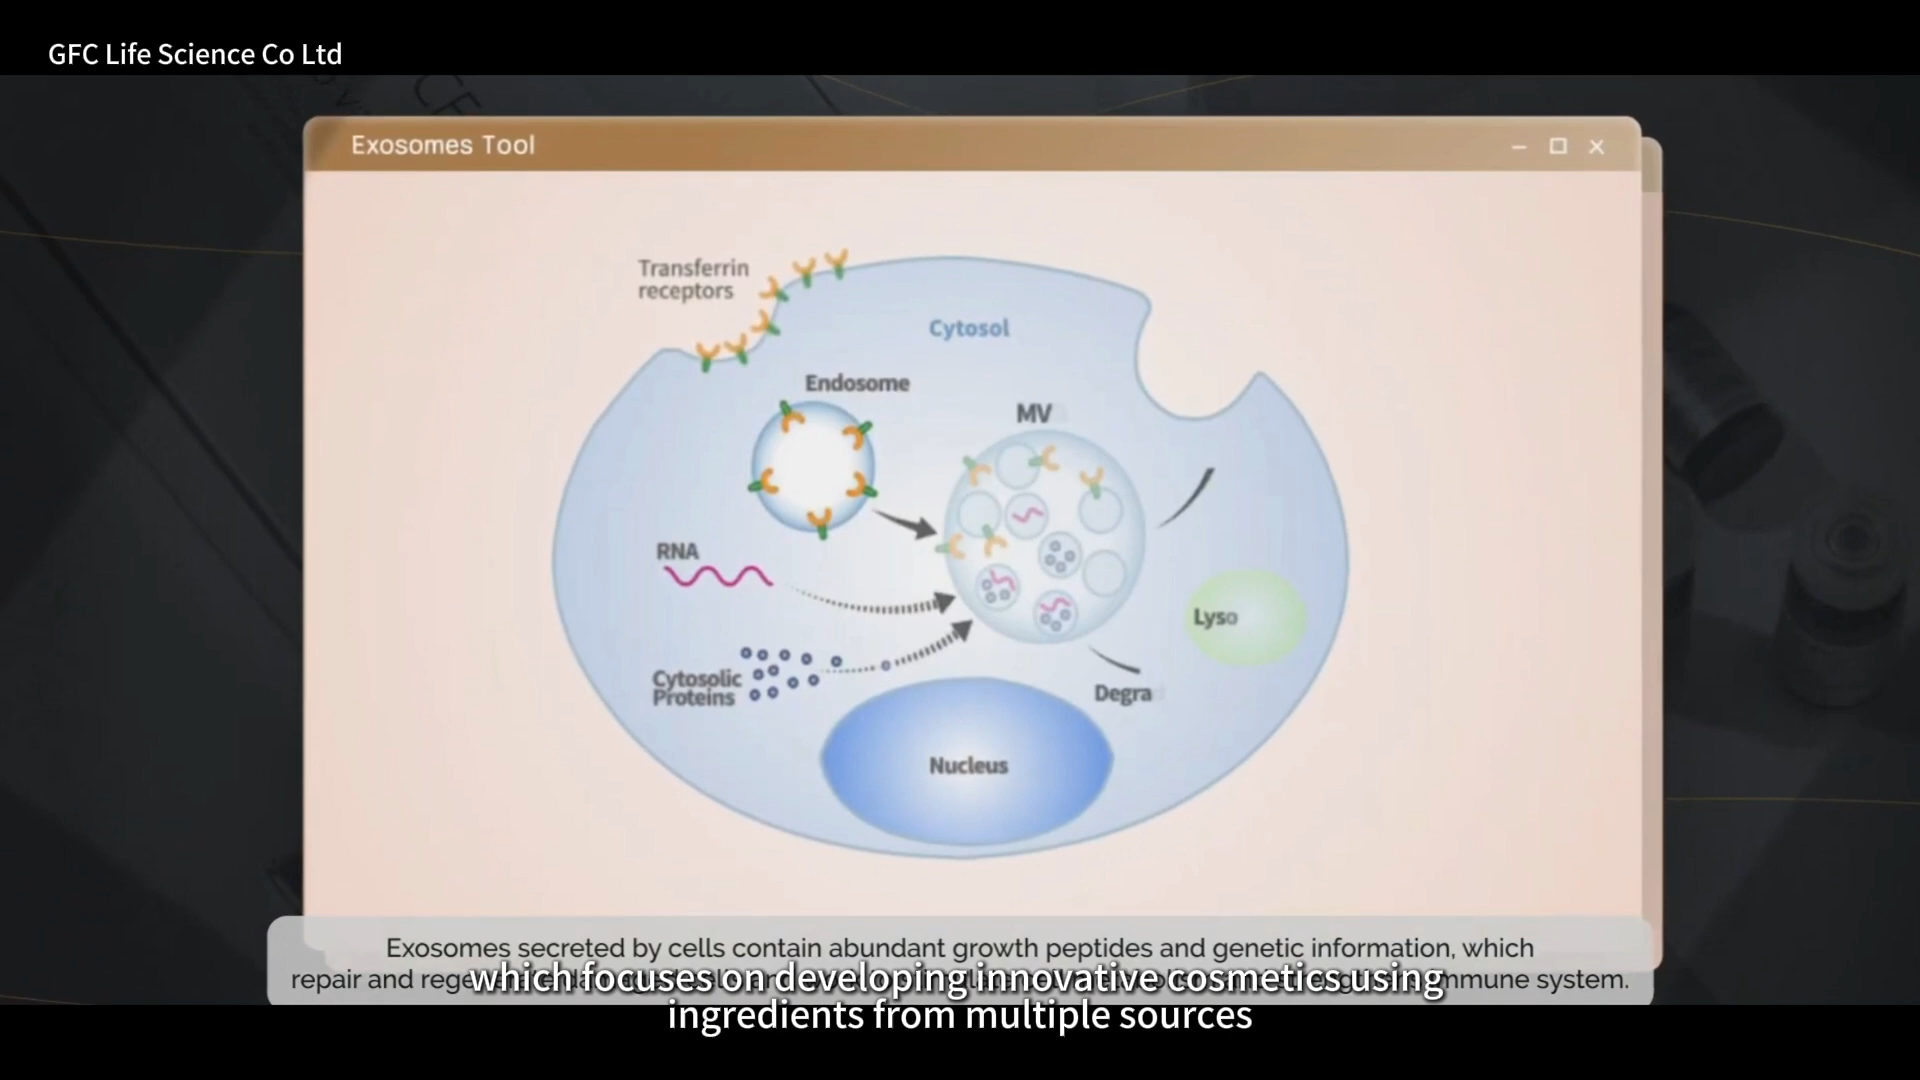 GFC Life Science Co Ltd
Exosomes Tool
Transferrin
receptors
Cytosol
Endosome
MV
RNA
Lyso
Cytosolic
Proteins
Degra
Nucleus
Exosomes secreted by cells contain abundant growth peptides and genetic information, which
repair and immune system.
which focuses on developing innovative cosmetics using
ingredients from multiple sources